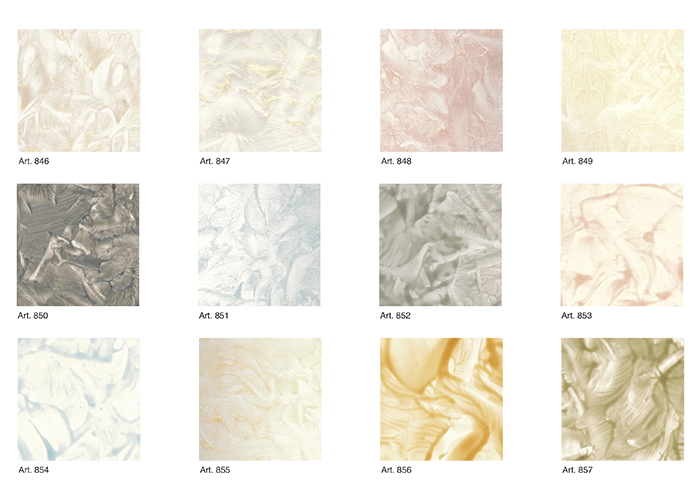 Art. 846
Art. 847
Art. 848
Art. 849
Art. 850
Art. 851
Art. 852
Art. 853
Art. 854
Art. 855
Art. 856
Art. 857